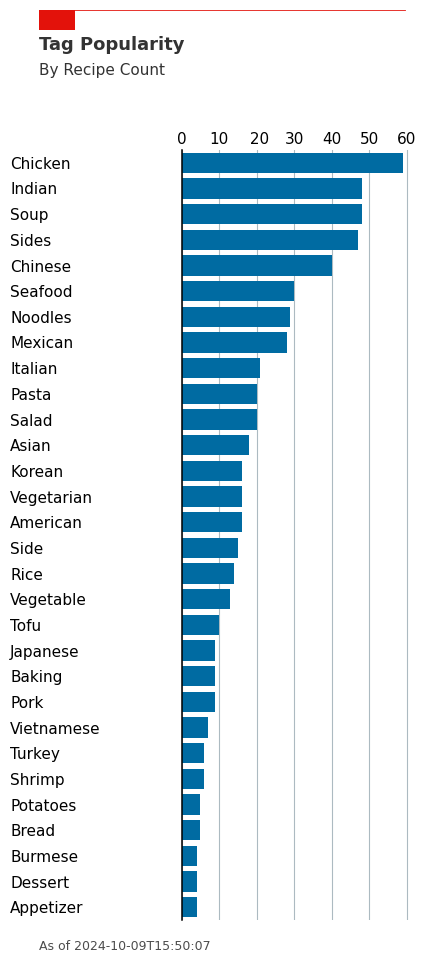 Tag Popularity
By Recipe Count
0 10 20 30 40 50 60
Chicken
Indian
Soup
Sides
Chinese
Seafood
Noodles
Mexican
Italian
Pasta
Salad
Asian
Korean
Vegetarian
American
Side
Rice
Vegetable
Tofu
Japanese
Baking
Pork
Vietnamese
Turkey
Shrimp
Potatoes
Bread
Burmese
Dessert
Appetizer
As of 2024-10-09T15:50:07